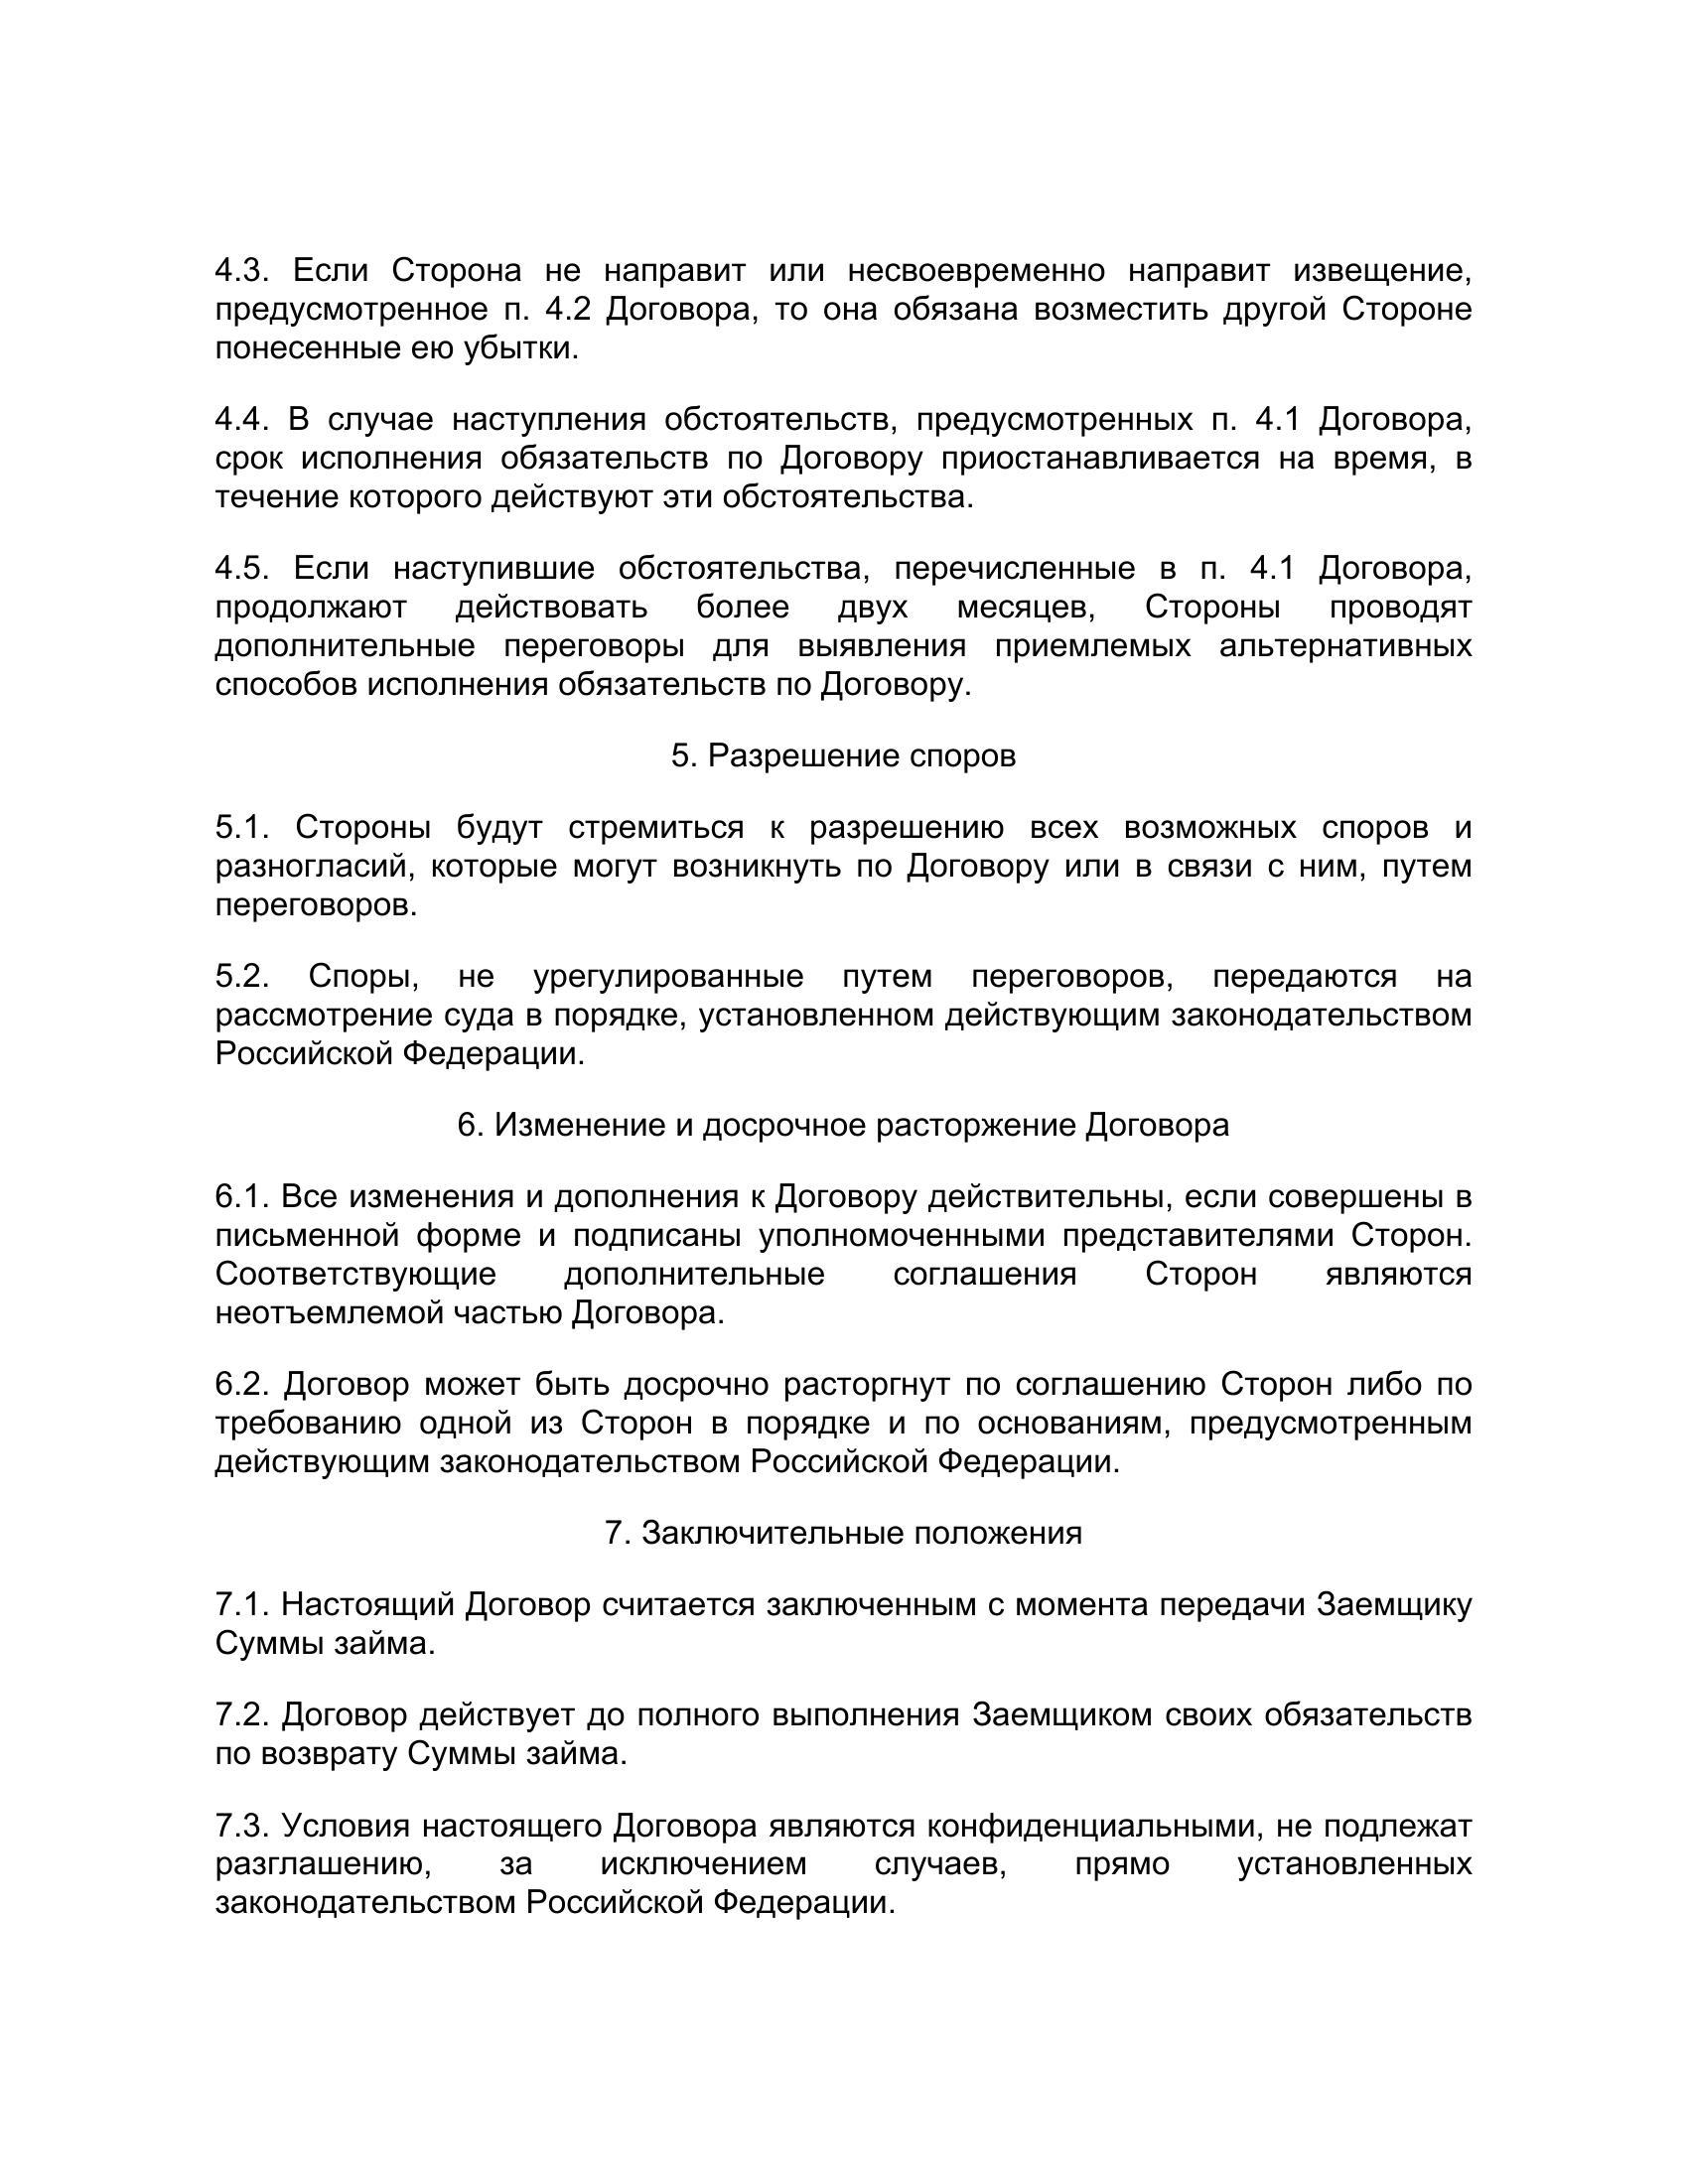 4.3. Если Сторона не направит или несвоевременно направит извещение,
предусмотренное п. 4.2 Договора, то она обязана возместить другой Стороне
понесенные ею убытки.
4.4. В случае наступления обстоятельств, предусмотренных п. 4.1 Договора,
срок исполнения обязательств по Договору приостанавливается на время, в
течение которого действуют эти обстоятельства.
4.5. Если наступившие обстоятельства, перечисленные в п. 4.1 Договора,
продолжают действовать более двух месяцев, Стороны проводят
дополнительные переговоры для выявления приемлемых альтернативных
способов исполнения обязательств по Договору.
5. Разрешение споров
5.1. Стороны будут стремиться к разрешению всех возможных споров и
разногласий, которые могут возникнуть по Договору или в связи с ним, путем
переговоров.
5.2. Споры, не урегулированные путем переговоров, передаются на
рассмотрение суда в порядке, установленном действующим законодательством
Российской Федерации.
6. Изменение и досрочное расторжение Договора
6.1. Все изменения и дополнения к Договору действительны, если совершены в
письменной форме и подписаны уполномоченными представителями Сторон.
Соответствующие дополнительные соглашения Сторон являются
неотъемлемой частью Договора.
6.2. Договор может быть досрочно расторгнут по соглашению Сторон либо по
требованию одной из Сторон в порядке и по основаниям, предусмотренным
действующим законодательством Российской Федерации.
7. Заключительные положения
7.1. Настоящий Договор считается заключенным с момента передачи Заемщику
Суммы займа.
7.2. Договор действует до полного выполнения Заемщиком своих обязательств
по возврату Суммы займа.
7.3. Условия настоящего Договора являются конфиденциальными, не подлежат
разглашению, за исключением случаев, прямо установленных
законодательством Российской Федерации.